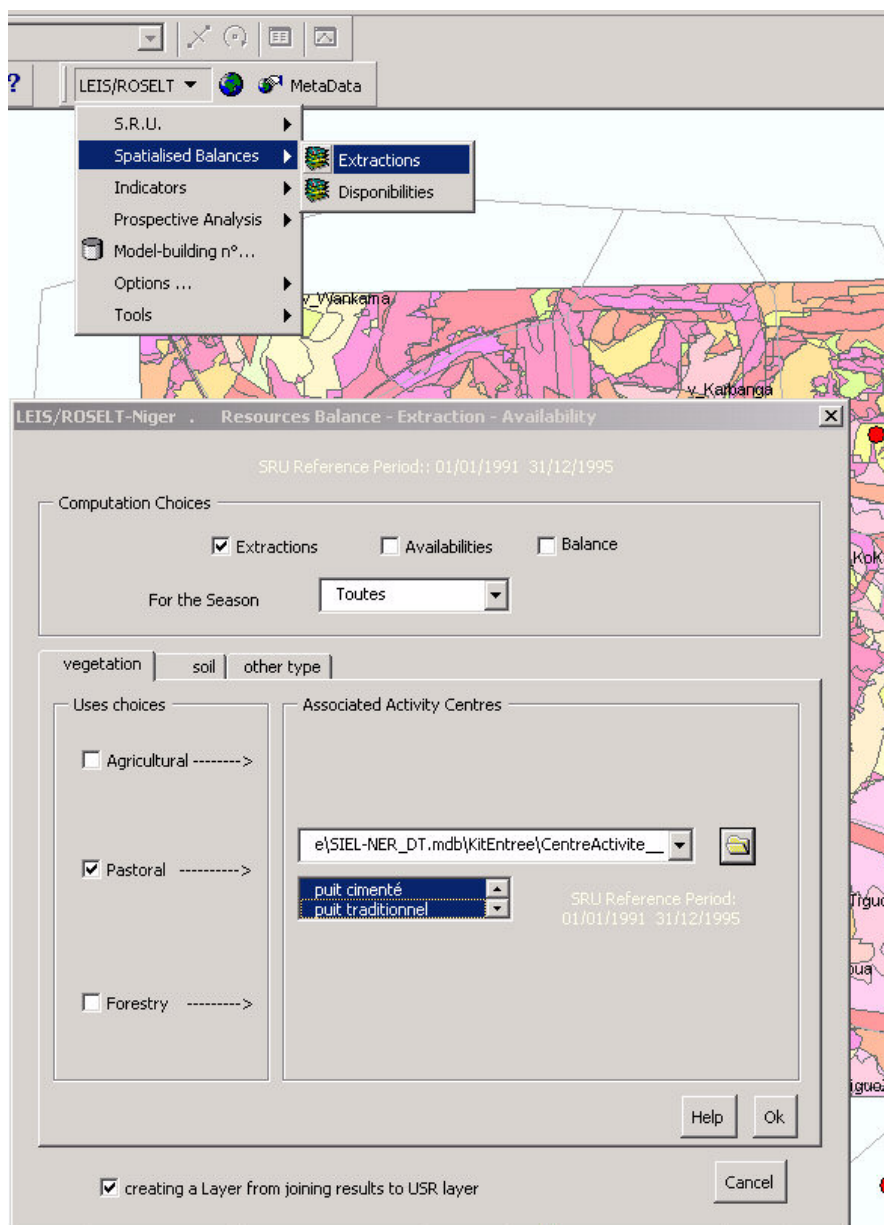 ?
LEIS/ROSELT
MetaData
S.R.U.
Spatialised Balances
Extractions
Indicators
Disponibilities
Prospective Analysis
Model-building n°...
Options ...
Tools
v_Wankama
v_Karbanga
LEIS/ROSELT-Niger . Resources Balance - Extraction - Availability
SRU Reference Period:: 01/01/1991 31/12/1995
Computation Choices
Extractions
Availabilities
Balance
For the Season
Toutes
vegetation
soil
other type
Uses choices
Associated Activity Centres
Agricultural -------->
e\SIEL-NER_DT.mdb\KitEntree\CentreActivite__
Pastoral -------->
puit cimenté
puit traditionnel
SRU Reference Period:
01/01/1991 31/12/1995
Forestry --------->
Help
Ok
creating a Layer from joining results to USR layer
Cancel